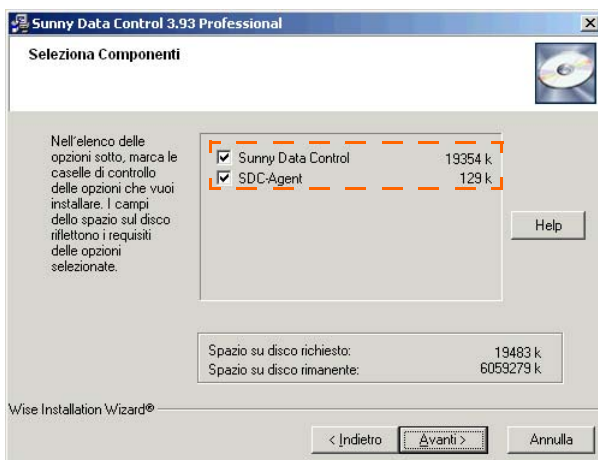 Sunny Data Control 3.93 Professional
Seleziona Componenti
Nell'elenco delle
opzioni sotto, marca le
caselle di controllo
delle opzioni che vuoi
installare. I campi
dello spazio sul disco
riflettono i requisiti
delle opzioni
selezionate.
Sunny Data Control 19354 k
SDC-Agent 129 k
Help
Spazio su disco richiesto: 19483 k
Spazio su disco rimanente: 6059279 k
Wise Installation Wizard®
< Indietro Avanti > Annulla